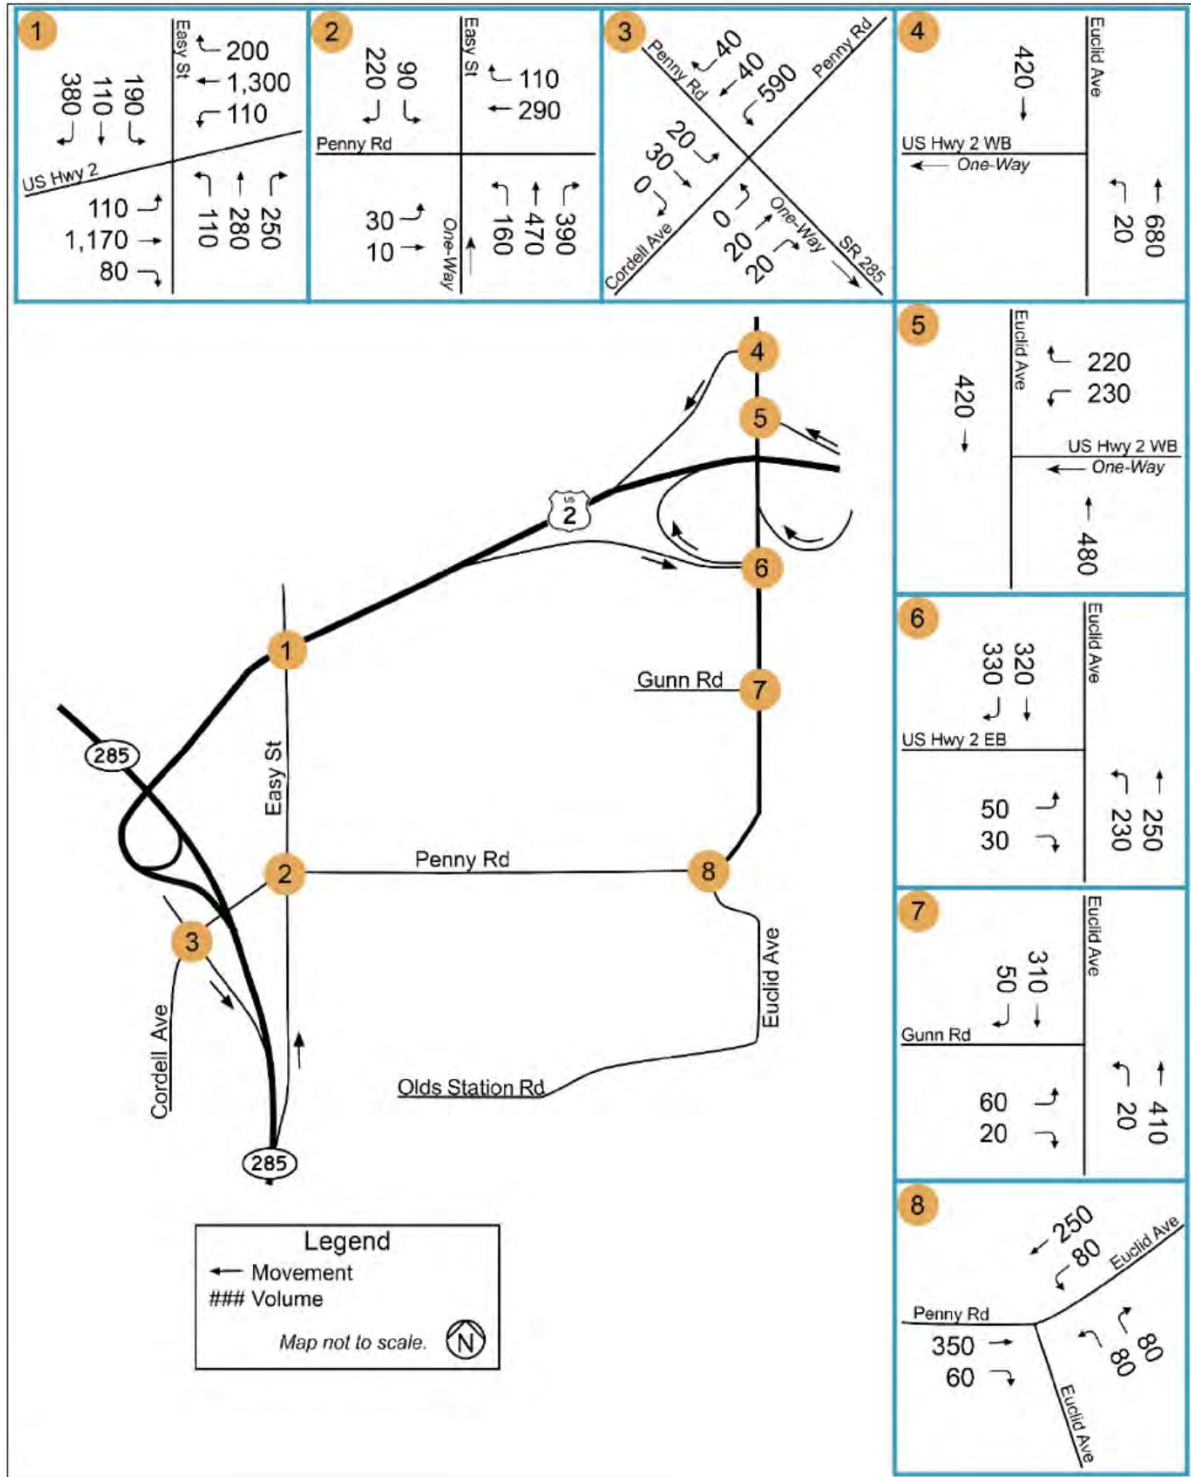 1
Easy St
200
1,300
110
380
110
190
US Hwy 2
110
1,170
80
110
280
250
2
Easy St
220
90
110
290
Penny Rd
30
10
One-Way
160
470
390
3
Penny Rd
40
40
590
Penny Rd
20
30
0
Cordell Ave
0
20
20
One-Way
SR 285
4
420
Euclid Ave
US Hwy 2 WB
One-Way
20
680
5
Euclid Ave
220
230
420
US Hwy 2 WB
One-Way
480
6
330
320
Euclid Ave
US Hwy 2 EB
50
30
230
250
7
50
310
Euclid Ave
Gunn Rd
60
20
20
410
8
250
80
Euclid Ave
Penny Rd
350
60
80
80
Euclid Ave
4
5
US
2
6
1
Gunn Rd
7
285
Easy St
2
Penny Rd
8
3
Cordell Ave
Euclid Ave
Olds Station Rd
285
Legend
Movement
### Volume
Map not to scale.
N